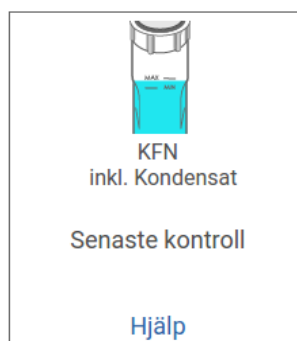 MAX
MIN
KFN
inkl. Kondensat
Senaste kontroll
Hjälp